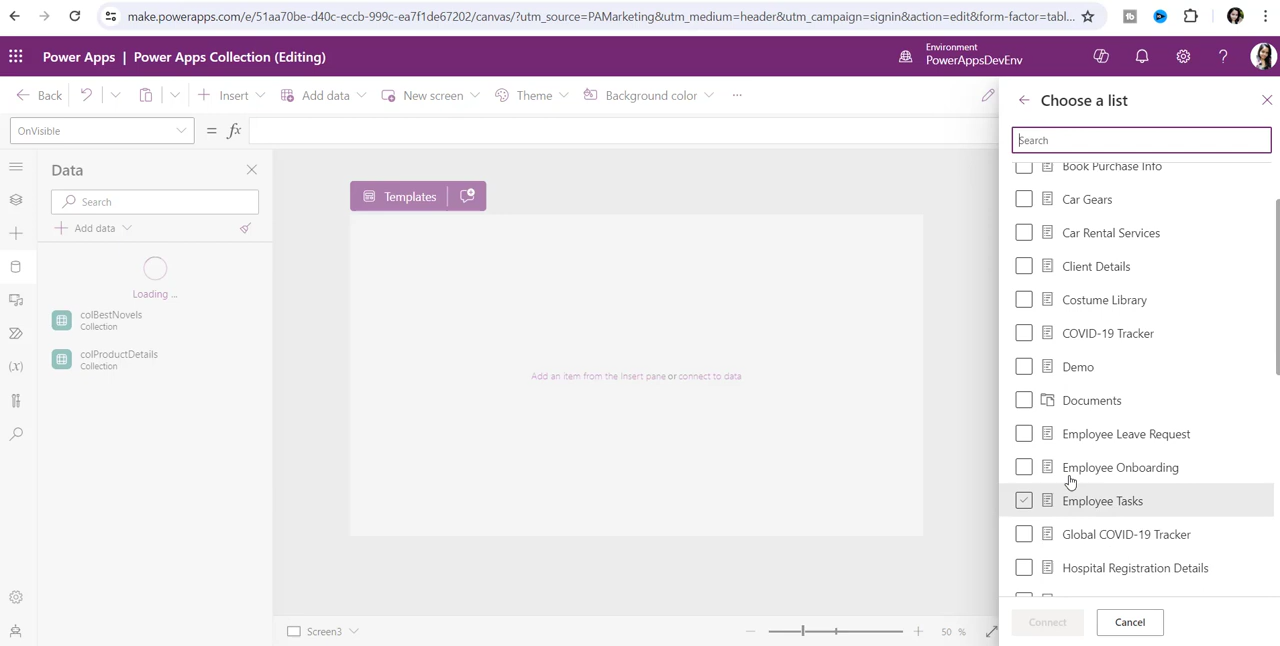 make.powerapps.com/e/51aa70be-d40c-eccb-999c-ea7f1de67202/canvas/?utm_source=PAMarketing&utm_medium=header&utm_campaign=signin&action=edit&form-factor=tabl...
Power Apps | Power Apps Collection (Editing)
Environment
PowerAppsDevEnv
?
Back
Insert
Add data
New screen
Theme
Background color
...
OnVisible
= fx
Data
Search
Add data
Loading ...
colBestNovels
Collection
colProductDetails
Collection
(x)
Templates
Add an item from the Insert pane or connect to data
Screen3
50 %
Choose a list
Search
Book Purchase Info
Car Gears
Car Rental Services
Client Details
Costume Library
COVID-19 Tracker
Demo
Documents
Employee Leave Request
Employee Onboarding
Employee Tasks
Global COVID-19 Tracker
Hospital Registration Details
Connect
Cancel